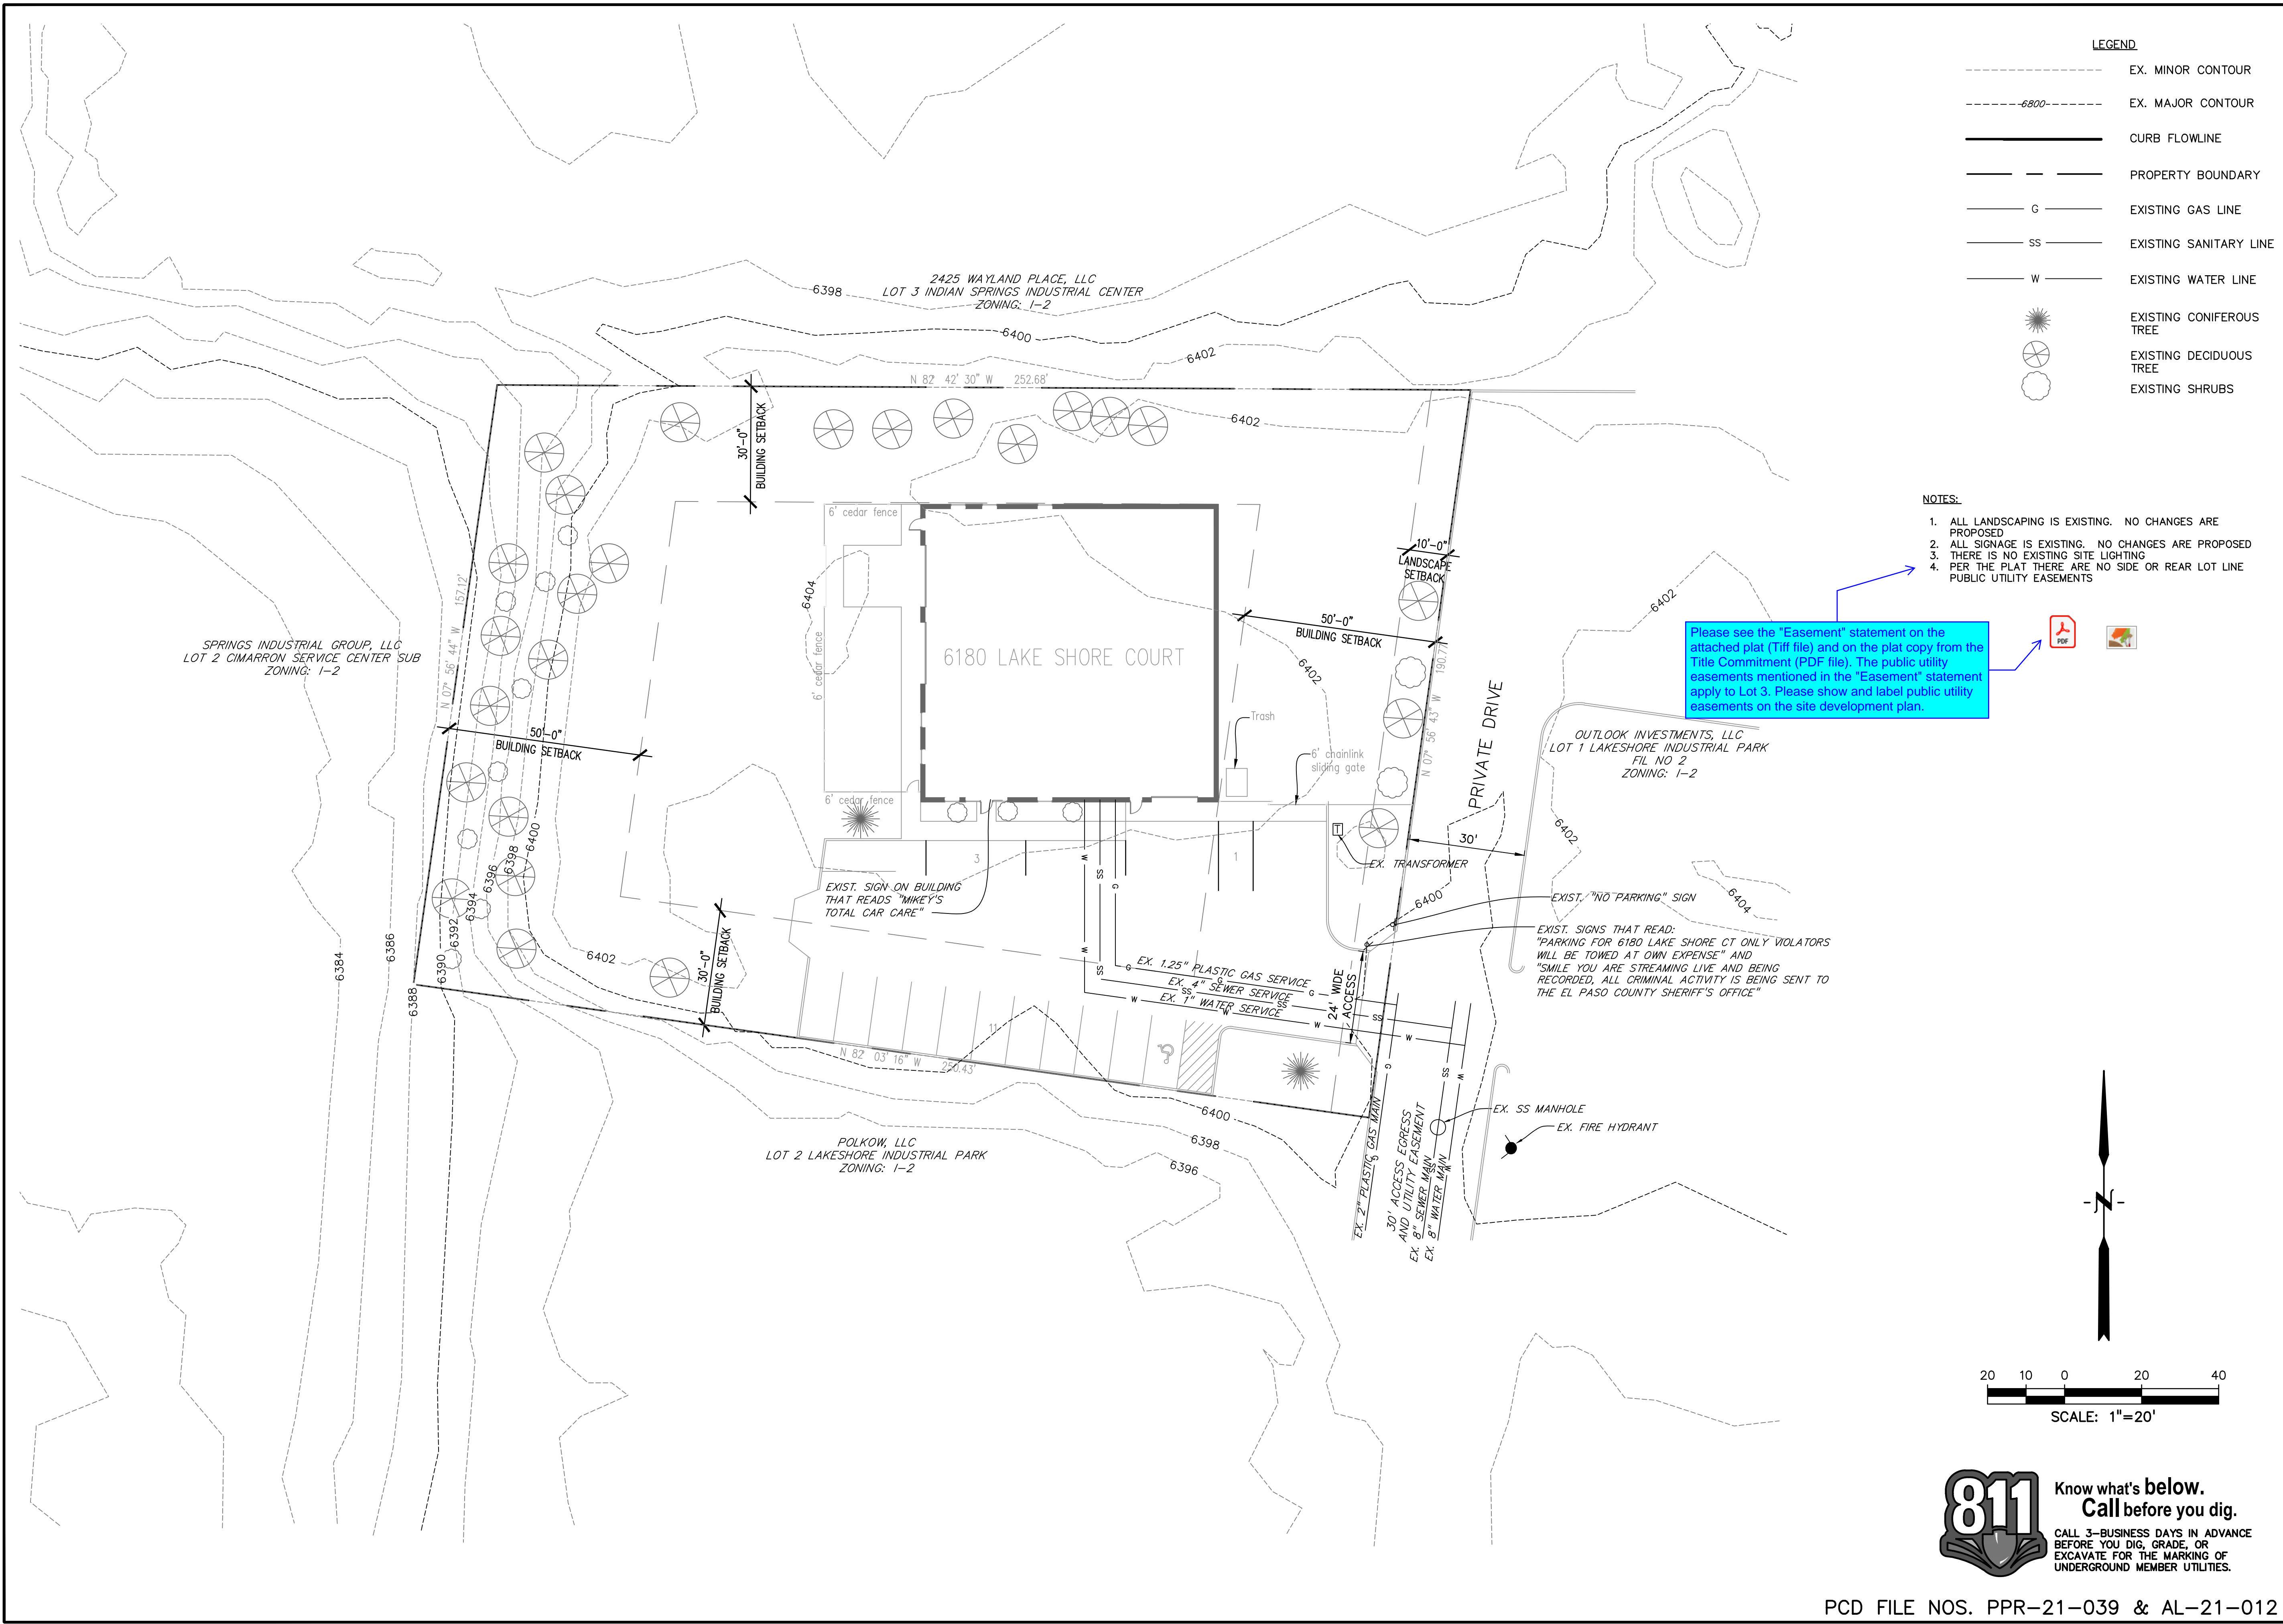 LEGEND
EX. MINOR CONTOUR
6800
EX. MAJOR CONTOUR
CURB FLOWLINE
PROPERTY BOUNDARY
G
EXISTING GAS LINE
SS
EXISTING SANITARY LINE
W
EXISTING WATER LINE
EXISTING CONIFEROUS
TREE
EXISTING DECIDUOUS
TREE
EXISTING SHRUBS
NOTES:
1. ALL LANDSCAPING IS EXISTING. NO CHANGES ARE
PROPOSED
2. ALL SIGNAGE IS EXISTING. NO CHANGES ARE PROPOSED
3. THERE IS NO EXISTING SITE LIGHTING
4. PER THE PLAT THERE ARE NO SIDE OR REAR LOT LINE
PUBLIC UTILITY EASEMENTS
Please see the "Easement" statement on the
attached plat (Tiff file) and on the plat copy from the
Title Commitment (PDF file). The public utility
easements mentioned in the "Easement" statement
apply to Lot 3. Please show and label public utility
easements on the site development plan.
PDF
2425 WAYLAND PLACE, LLC
LOT 3 INDIAN SPRINGS INDUSTRIAL CENTER
ZONING: I-2
6398
6400
6402
N 82° 42' 30" W 252.68'
6402
30'-0"
BUILDING SETBACK
6' cedar fence
6404
6' cedar fence
6' cedar fence
6180 LAKE SHORE COURT
10'-0"
LANDSCAPE
SETBACK
50'-0"
BUILDING SETBACK
6402
N 07° 56' 43" W 190.77'
PRIVATE DRIVE
6402
SPRINGS INDUSTRIAL GROUP, LLC
LOT 2 CIMARRON SERVICE CENTER SUB
ZONING: I-2
N 07° 56' 44" W 157.12'
50'-0"
BUILDING SETBACK
Trash
6' chainlink
sliding gate
OUTLOOK INVESTMENTS, LLC
LOT 1 LAKESHORE INDUSTRIAL PARK
FIL NO 2
ZONING: I-2
6402
30'
T
EX. TRANSFORMER
3
1
EXIST. SIGN ON BUILDING
THAT READS "MIKEY'S
TOTAL CAR CARE"
6400
6404
EXIST. "NO PARKING" SIGN
EXIST. SIGNS THAT READ:
"PARKING FOR 6180 LAKE SHORE CT ONLY VIOLATORS
WILL BE TOWED AT OWN EXPENSE" AND
"SMILE YOU ARE STREAMING LIVE AND BEING
RECORDED, ALL CRIMINAL ACTIVITY IS BEING SENT TO
THE EL PASO COUNTY SHERIFF'S OFFICE"
6384
6386
6388
6390
6392
6394
6396
6398
6400
6402
30'-0"
BUILDING SETBACK
W
SS
G
W
SS
G
EX. 1.25" PLASTIC GAS SERVICE
G
G
SS
EX. 4" SEWER SERVICE
SS
SS
W
EX. 1" WATER SERVICE
W
W
W
24' WIDE
ACCESS
11
N 82° 03' 16" W 250.43'
G
SS
W
6400
6398
6396
POLKOW, LLC
LOT 2 LAKESHORE INDUSTRIAL PARK
ZONING: I-2
EX. 2" PLASTIC GAS MAIN
G
30' ACCESS EGRESS
AND UTILITY EASEMENT
EX. 8" SEWER MAIN
SS
EX. 8" WATER MAIN
W
EX. SS MANHOLE
EX. FIRE HYDRANT
N
20 10 0 20 40
SCALE: 1"=20'
811
Know what's below.
Call before you dig.
CALL 3-BUSINESS DAYS IN ADVANCE
BEFORE YOU DIG, GRADE, OR
EXCAVATE FOR THE MARKING OF
UNDERGROUND MEMBER UTILITIES.
PCD FILE NOS. PPR-21-039 & AL-21-012